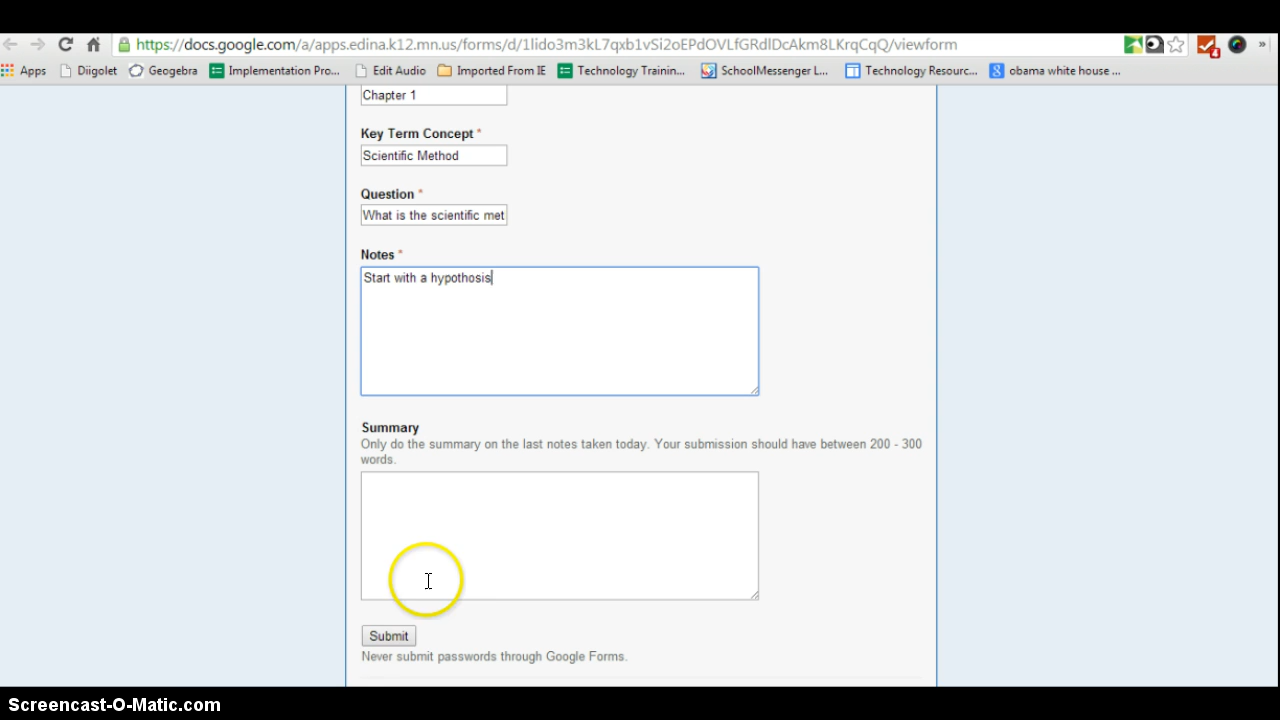 https://docs.google.com/a/apps.edina.k12.mn.us/forms/d/1lido3m3kL7qxb1vSi2oEPdOVLfGRdlDcAkm8LKrqCqQ/viewform
4
»
Apps Diigolet Geogebra Implementation Pro... Edit Audio Imported From IE Technology Trainin... SchoolMessenger L... Technology Resourc... obama white house ...
Chapter 1
Key Term Concept *
Scientific Method
Question *
What is the scientific met
Notes *
Start with a hypothosis
Summary
Only do the summary on the last notes taken today. Your submission should have between 200 - 300
words.
Submit
Never submit passwords through Google Forms.
Screencast-O-Matic.com